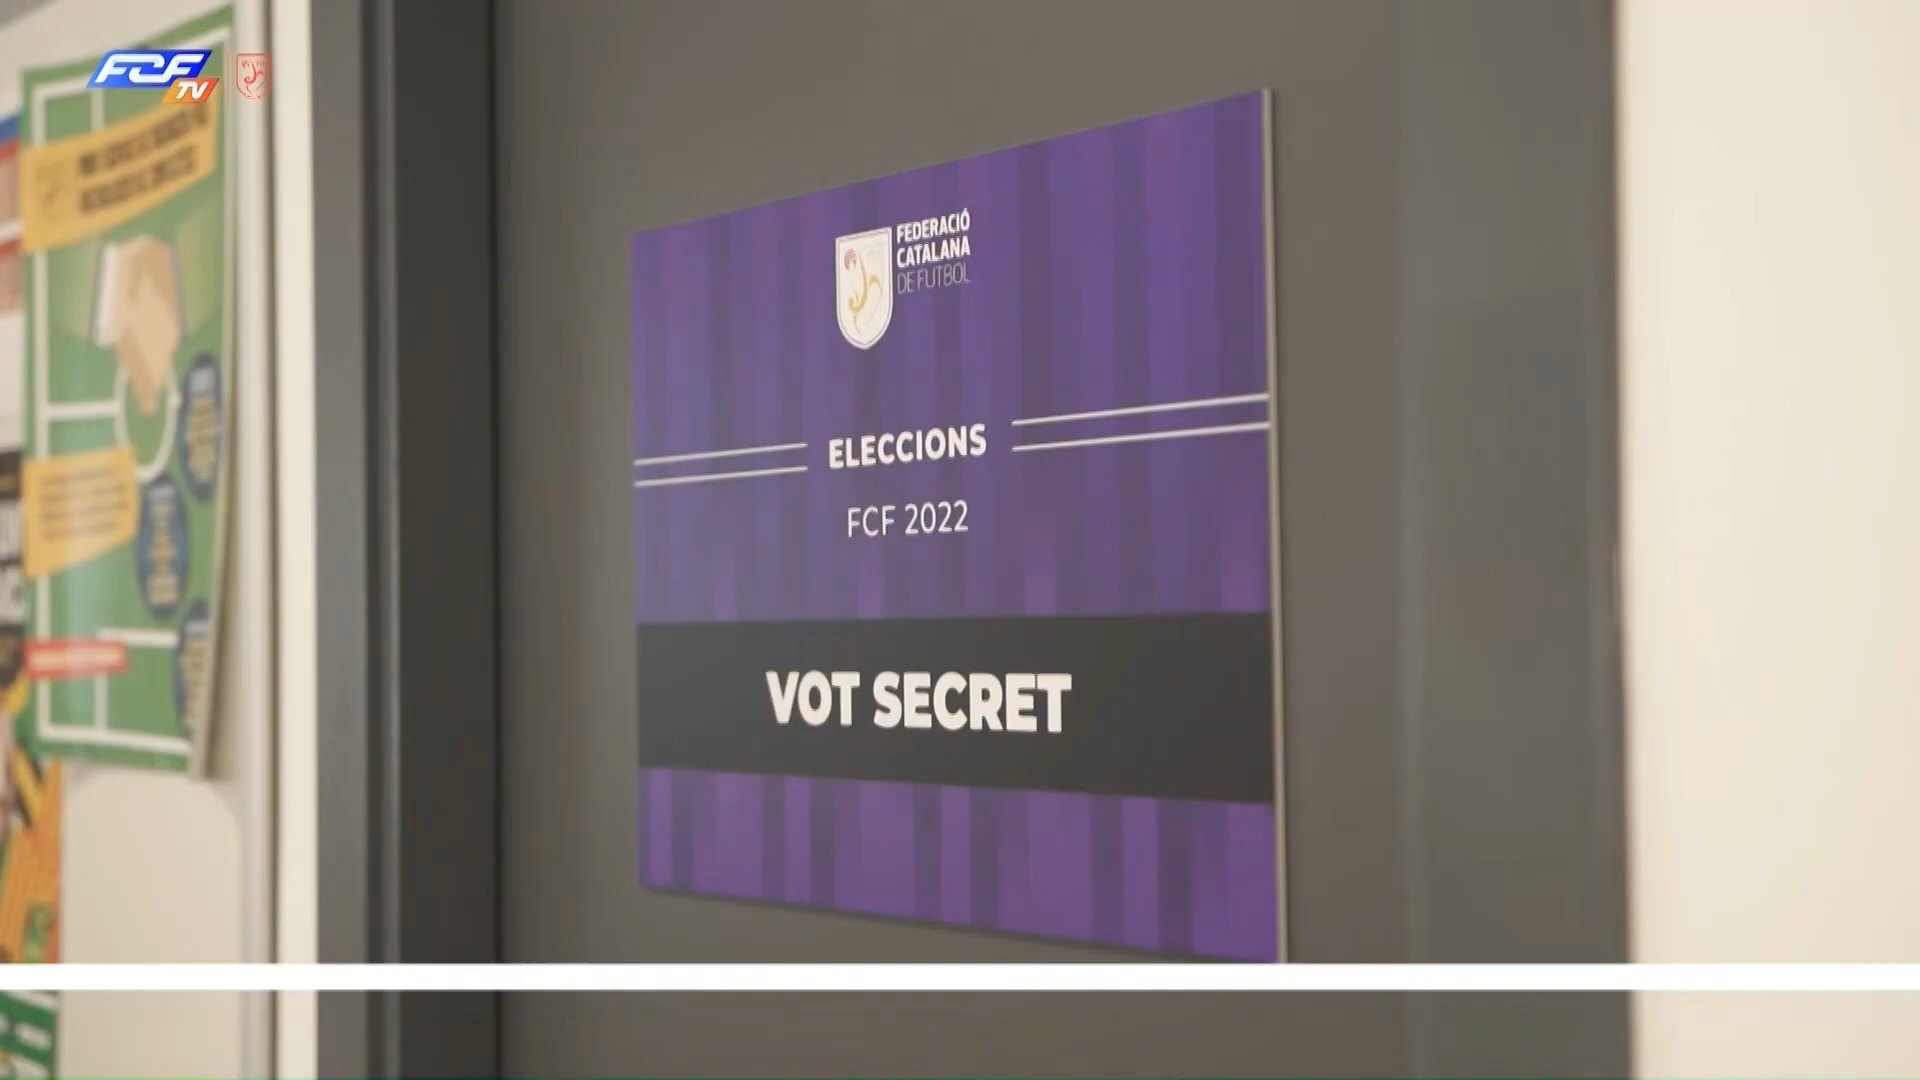 FCF
TV
FEDERACIÓ
CATALANA
DE FUTBOL
ELECCIONS
FCF 2022
VOT SECRET